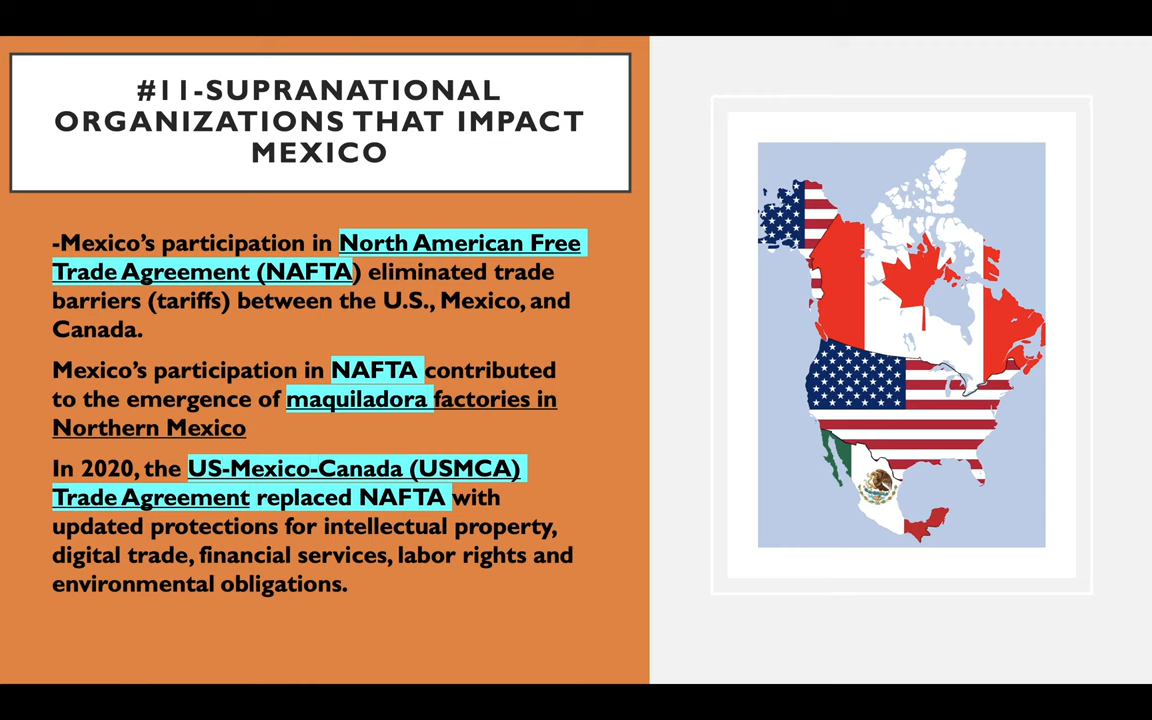 #11-SUPRANATIONAL
ORGANIZATIONS THAT IMPACT
MEXICO
-Mexico's participation in North American Free
Trade Agreement (NAFTA) eliminated trade
barriers (tariffs) between the U.S., Mexico, and
Canada.
Mexico's participation in NAFTA contributed
to the emergence of maquiladora factories in
Northern Mexico
In 2020, the US-Mexico-Canada (USMCA)
Trade Agreement replaced NAFTA with
updated protections for intellectual property,
digital trade, financial services, labor rights and
environmental obligations.